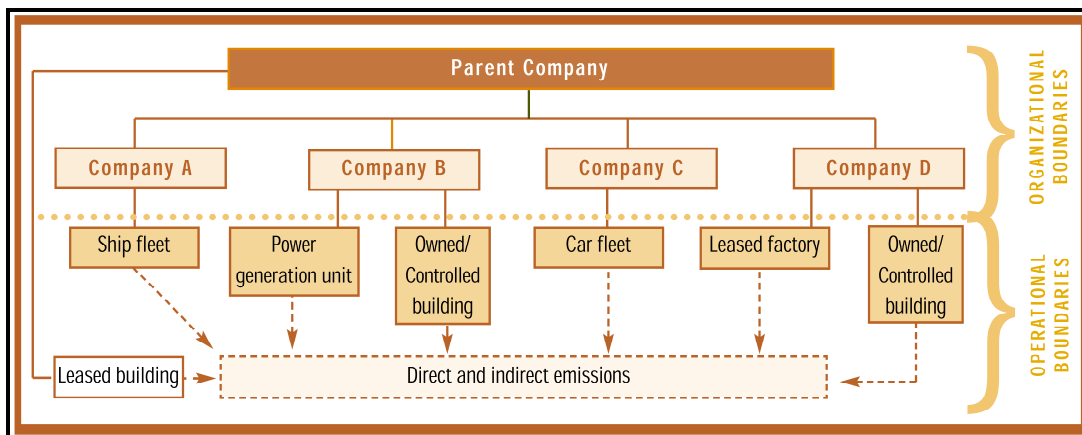 Parent Company
Company A
Company B
Company C
Company D
Ship fleet
Power
generation unit
Owned/
Controlled
building
Car fleet
Leased factory
Owned/
Controlled
building
Leased building
Direct and indirect emissions
ORGANIZATIONAL
BOUNDARIES
OPERATIONAL
BOUNDARIES